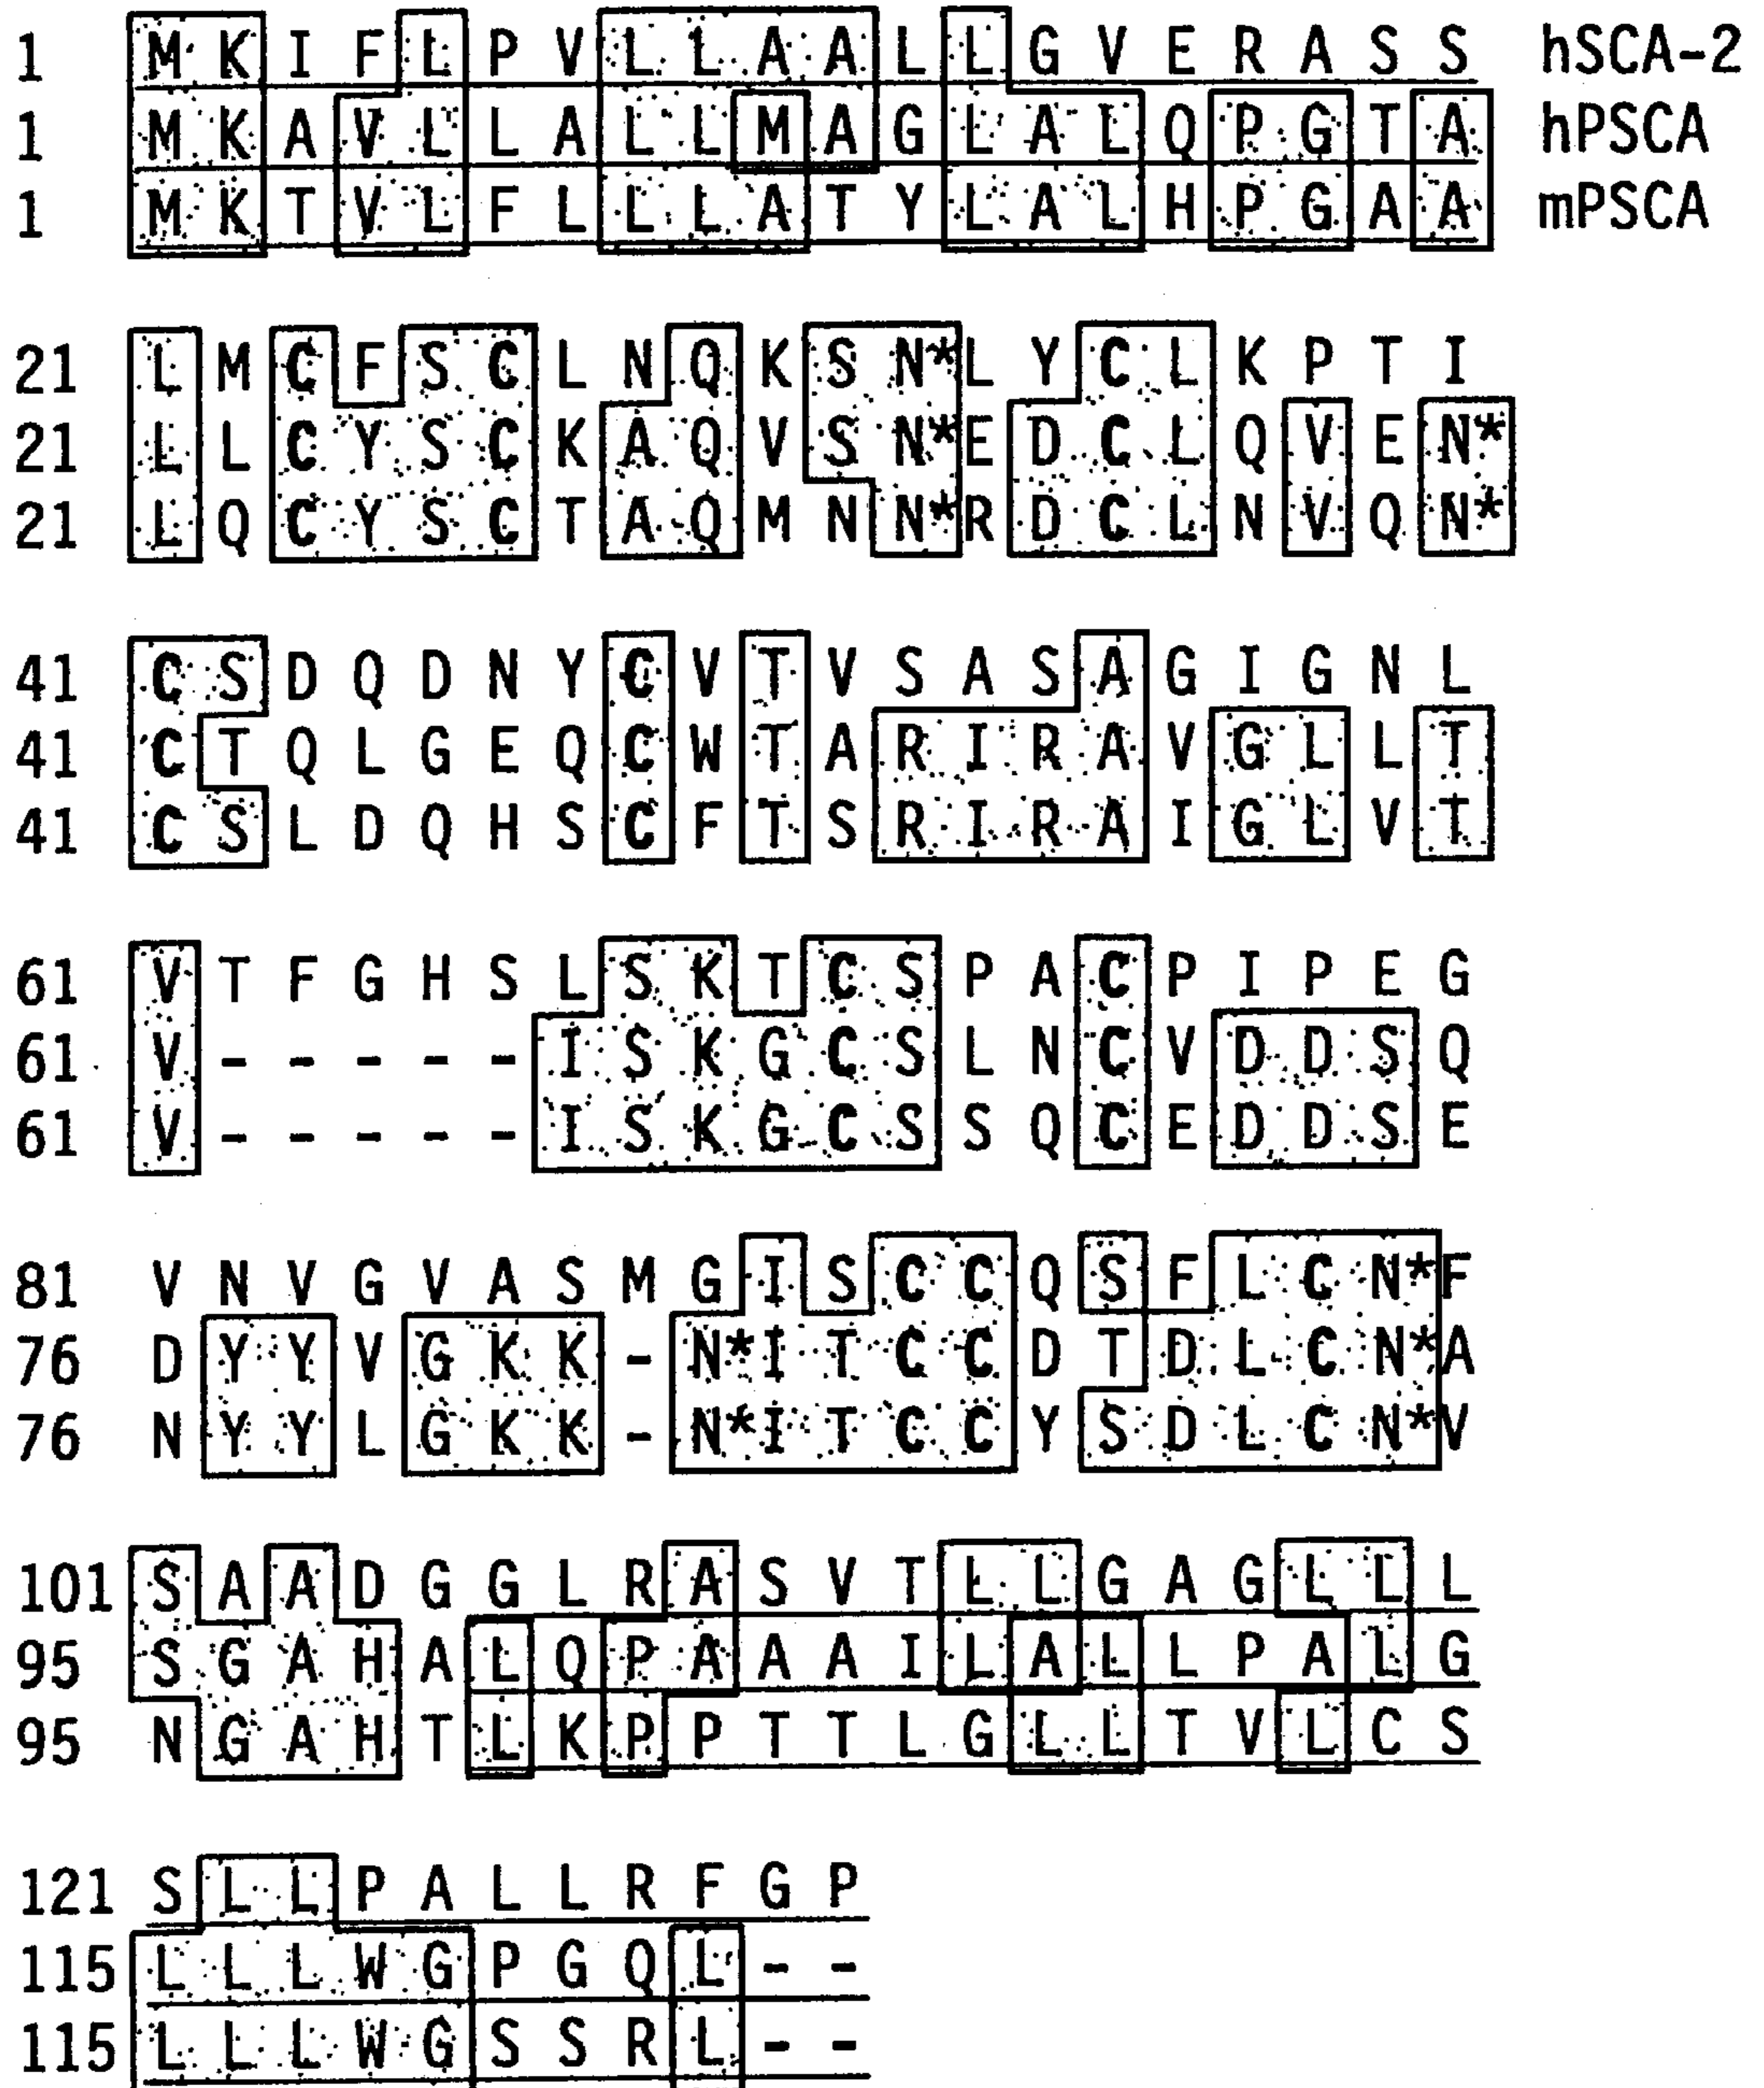 1 M K I F L P V L L A A L L G V E R A S S hSCA-2
1 M K A V L L A L L M A G L A L Q P G T A hPSCA
1 M K T V L F L L L A T Y L A L H P G A A mPSCA
21 L M C F S C L N Q K S N* L Y C L K P T I
21 L L C Y S C K A Q V S N* E D C L Q V E N*
21 L Q C Y S C T A Q M N N* R D C L N V Q N*
41 C S D Q D N Y C V T V S A S A G I G N L
41 C T Q L G E Q C W T A R I R A V G L L T
41 C S L D Q H S C F T S R I R A I G L V T
61 V T F G H S L S K T C S P A C P I P E G
61 V - - - - - I S K G C S L N C V D D S Q
61 V - - - - - I S K G C S S Q C E D D S E
81 V N V G V A S M G I S C C Q S F L C N* F
76 D Y Y V G K K - N* I T C C D T D L C N* A
76 N Y Y L G K K - N* I T C C Y S D L C N* V
101 S A A D G G L R A S V T L L G A G L L L
95 S G A H A L Q P A A A I L A L L P A L G
95 N G A H T L K P P T T L G L L T V L C S
121 S L L P A L L R F G P
115 L L L W G P G Q L - -
115 L L L W G S S R L - -